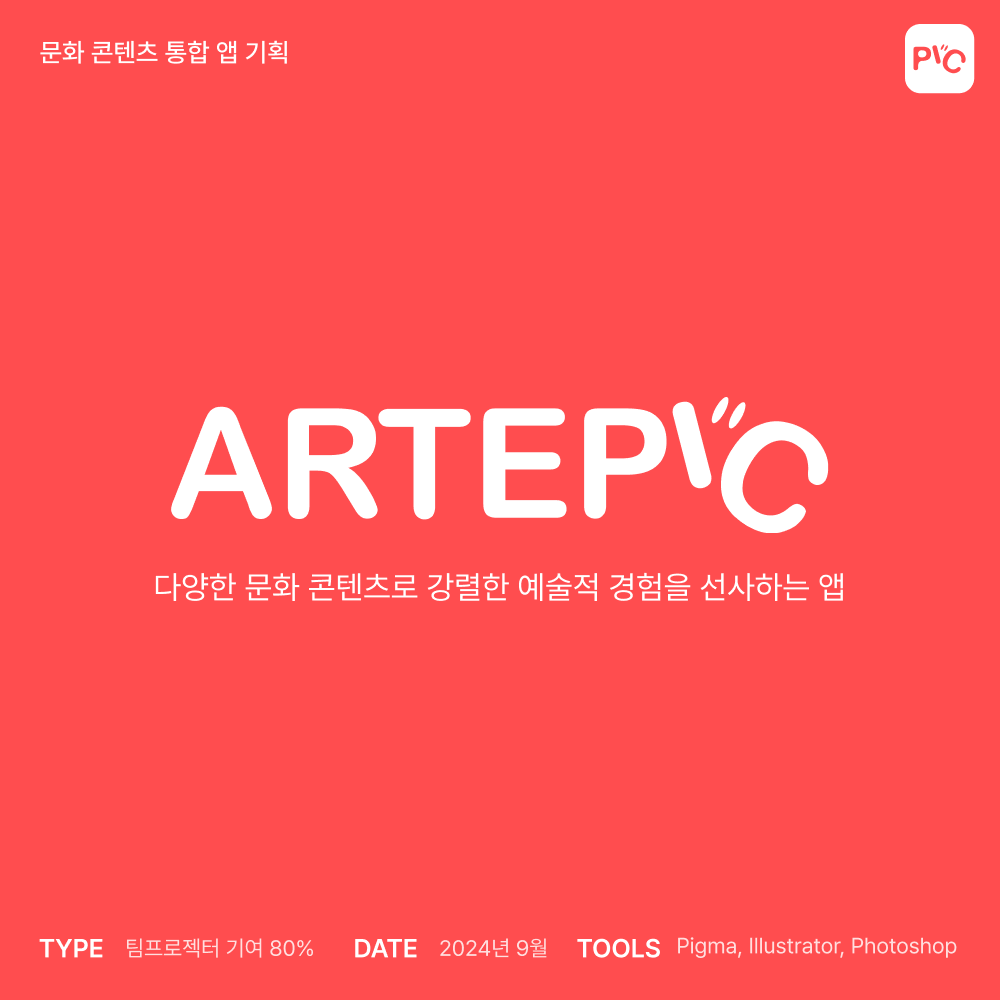 문화 콘텐츠 통합 앱 기획
PIC
ARTEPIC
다양한 문화 콘텐츠로 강렬한 예술적 경험을 선사하는 앱
TYPE 팀프로젝터 기여 80% DATE 2024년 9월 TOOLS Pigma, Illustrator, Photoshop